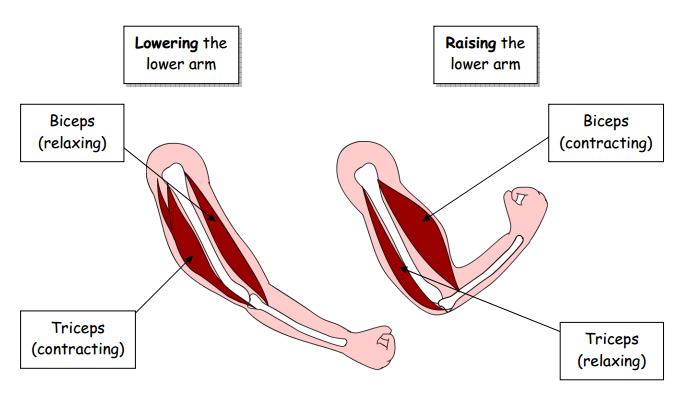 Lowering the
lower arm
Raising the
lower arm
Biceps
(relaxing)
Biceps
(contracting)
Triceps
(contracting)
Triceps
(relaxing)